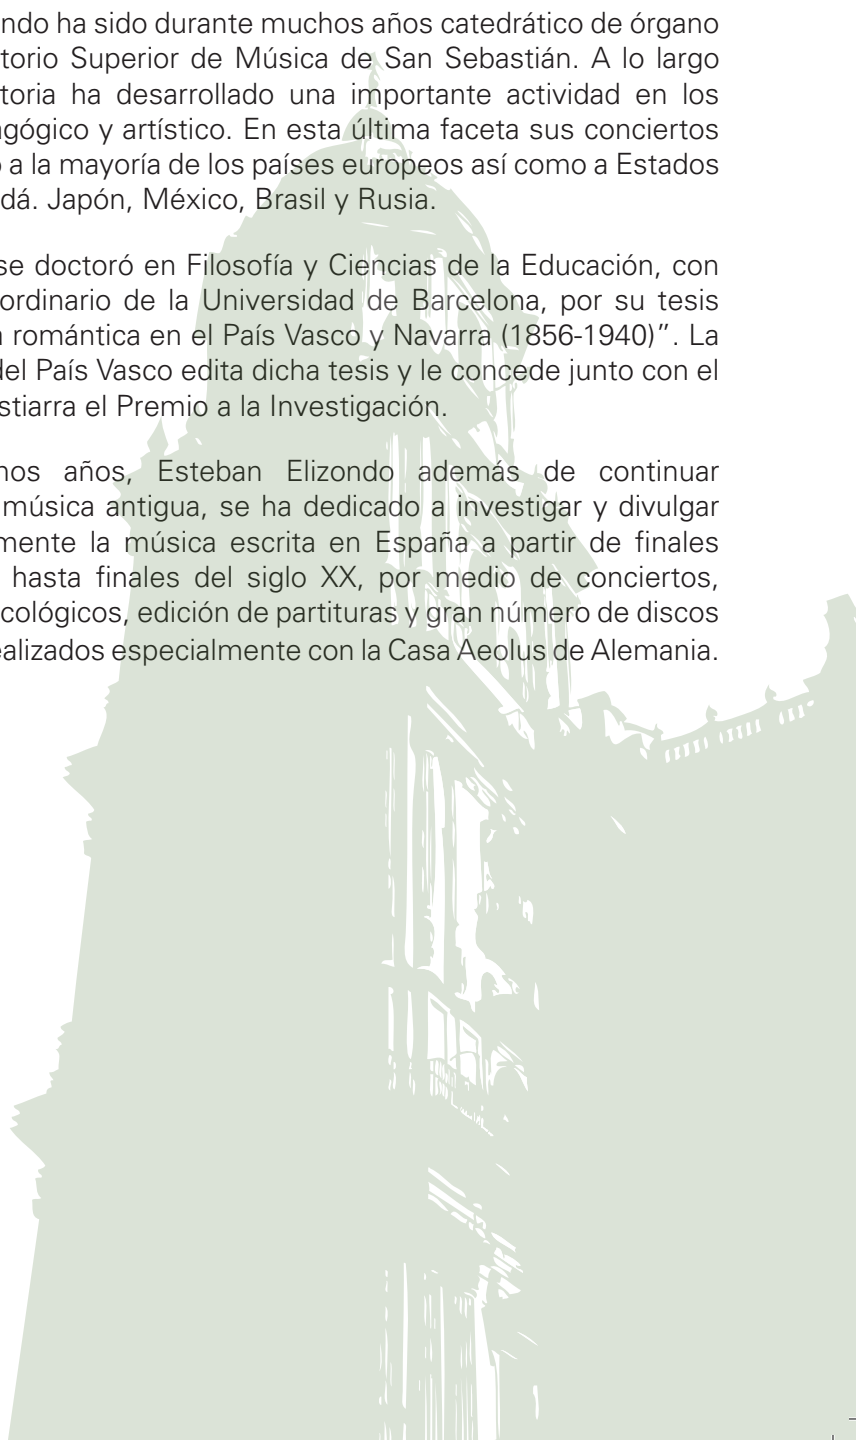 ndo ha sido durante muchos años catedrático de órgano
torio Superior de Música de San Sebastián. A lo largo
toria ha desarrollado una importante actividad en los
agógico y artístico. En esta última faceta sus conciertos
o a la mayoría de los países europeos así como a Estados
dá. Japón, México, Brasil y Rusia.
se doctoró en Filosofía y Ciencias de la Educación, con
ordinario de la Universidad de Barcelona, por su tesis
a romántica en el País Vasco y Navarra (1856-1940)”. La
del País Vasco edita dicha tesis y le concede junto con el
stiarra el Premio a la Investigación.
nos años, Esteban Elizondo además de continuar
música antigua, se ha dedicado a investigar y divulgar
mente la música escrita en España a partir de finales
hasta finales del siglo XX, por medio de conciertos,
cológicos, edición de partituras y gran número de discos
ealizados especialmente con la Casa Aeolus de Alemania.